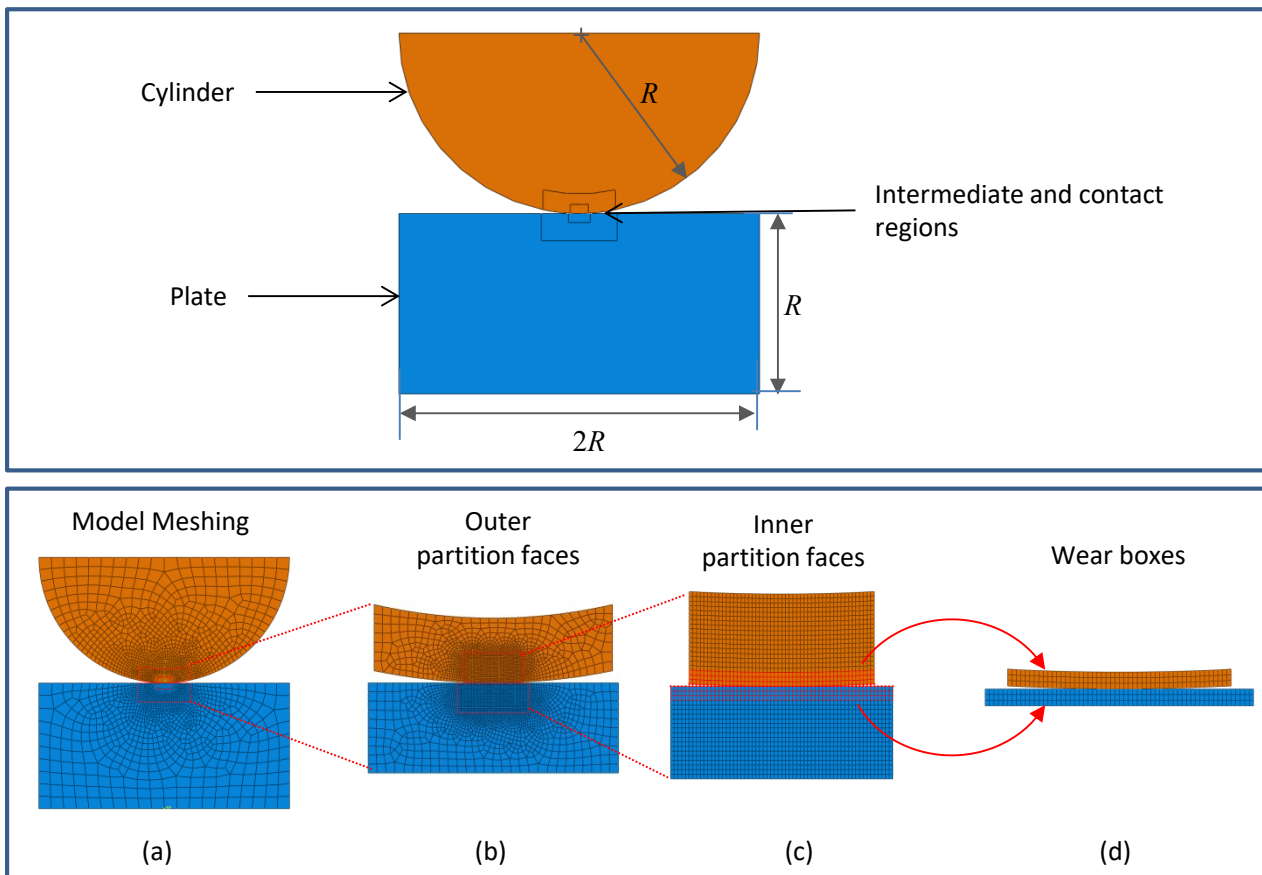 Cylinder
R
Intermediate and contact
regions
Plate
R
2R
Model Meshing
Outer
partition faces
Inner
partition faces
Wear boxes
(a)
(b)
(c)
(d)